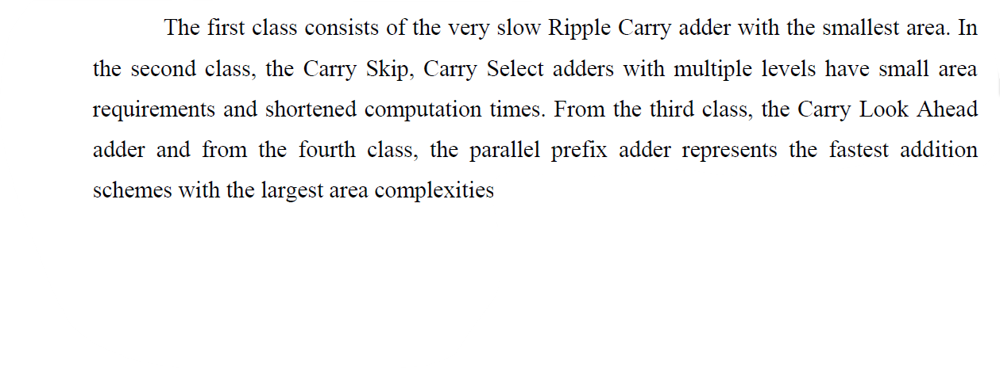 The first class consists of the very slow Ripple Carry adder with the smallest area. In
the second class, the Carry Skip, Carry Select adders with multiple levels have small area
requirements and shortened computation times. From the third class, the Carry Look Ahead
adder and from the fourth class, the parallel prefix adder represents the fastest addition
schemes with the largest area complexities